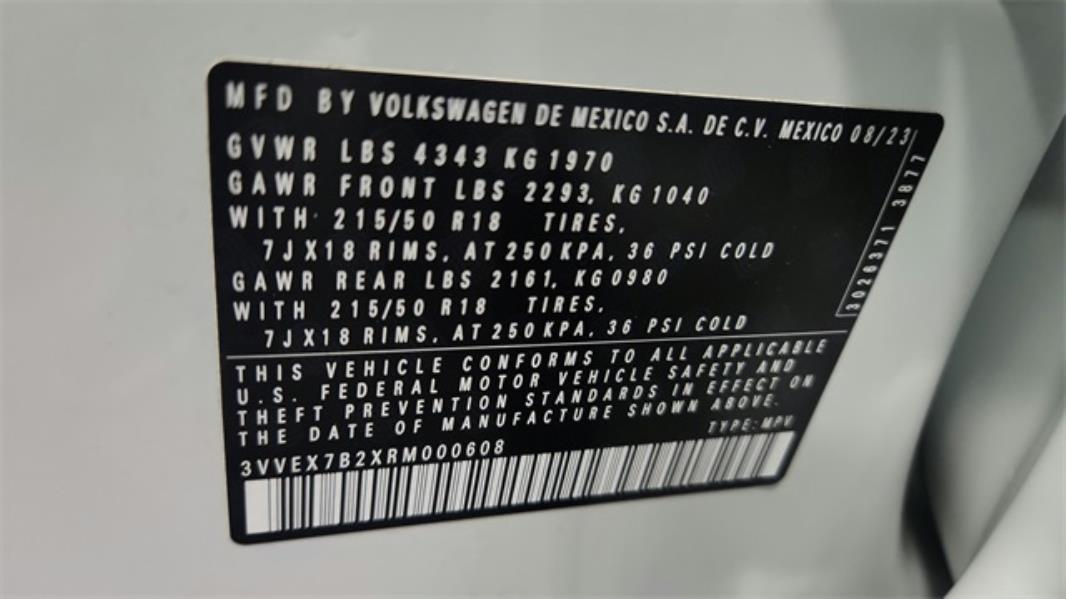 MFD BY VOLKSWAGEN DE MEXICO S.A. DE C.V. MEXICO 08/23
GVWR LBS 4343 KG 1970
GAWR FRONT LBS 2293, KG 1040
WITH 215/50 R18 TIRES,
7JX18 RIMS, AT 250 KPA, 36 PSI COLD
GAWR REAR LBS 2161, KG 0980
WITH 215/50 R18 TIRES,
7JX18 RIMS, AT 250 KPA, 36 PSI COLD
3026371 3877
THIS VEHICLE CONFORMS TO ALL APPLICABLE
U.S. FEDERAL MOTOR VEHICLE SAFETY AND
THEFT PREVENTION STANDARDS IN EFFECT ON
THE DATE OF MANUFACTURE SHOWN ABOVE.
TYPE: MPV
3VVEX7B2XRM000608